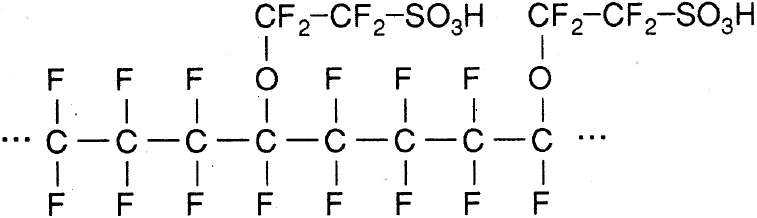 CF₂–CF₂–SO₃H CF₂–CF₂–SO₃H
F F F O F F F O
··· C – C – C – C – C – C – C – C ···
F F F F F F F F